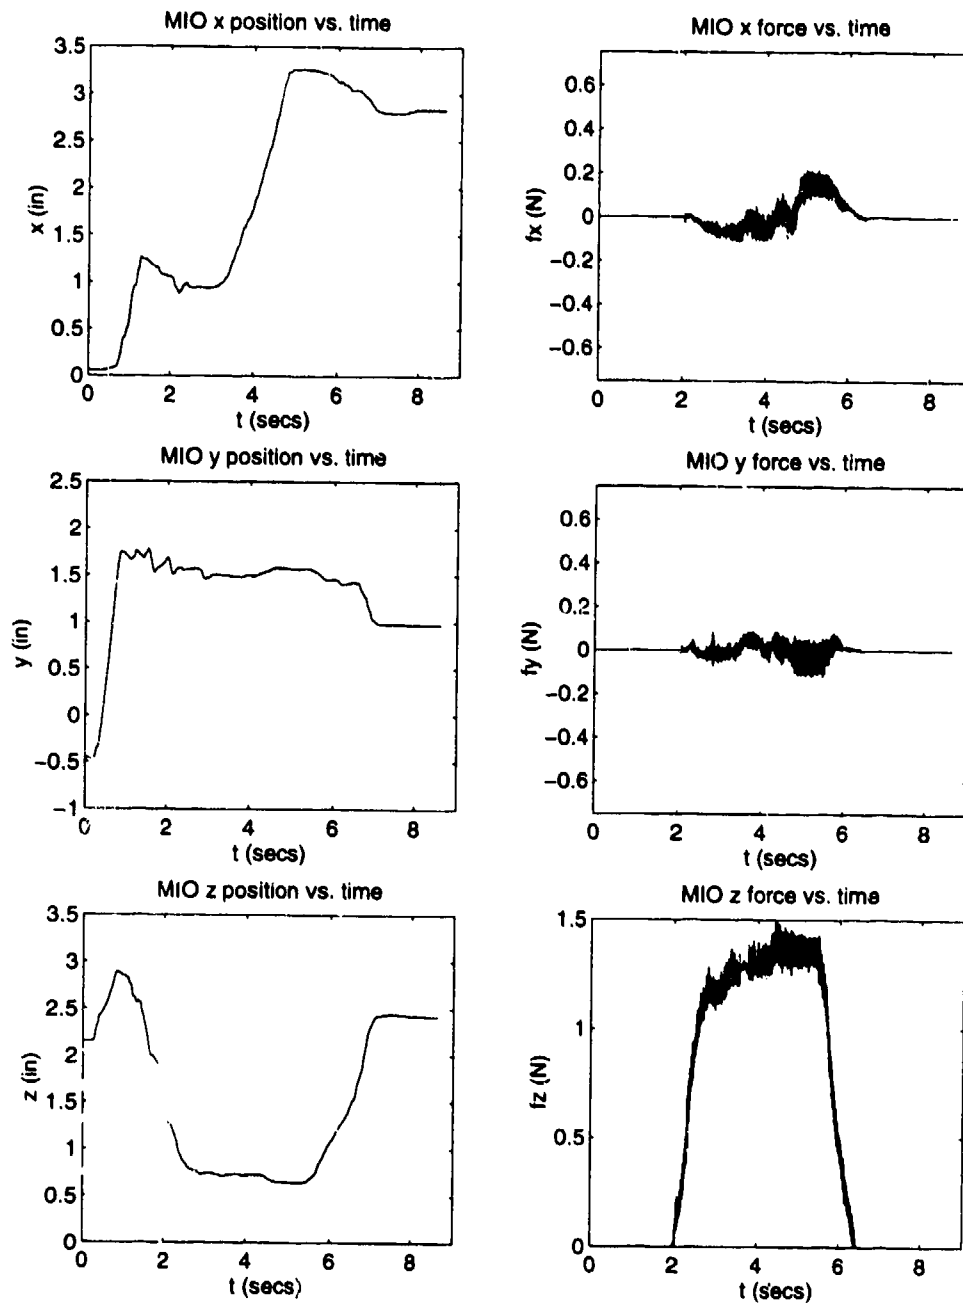 MIO x position vs. time
3.5
3
2.5
2
1.5
1
0.5
0
x (in)
0 2 4 6 8
t (secs)
MIO x force vs. time
0.6
0.4
0.2
0
−0.2
−0.4
−0.6
fx (N)
0 2 4 6 8
t (secs)
MIO y position vs. time
2.5
2
1.5
1
0.5
0
−0.5
−1
y (in)
0 2 4 6 8
t (secs)
MIO y force vs. time
0.6
0.4
0.2
0
−0.2
−0.4
−0.6
fy (N)
0 2 4 6 8
t (secs)
MIO z position vs. time
3.5
3
2.5
2
1.5
1
0.5
0
z (in)
0 2 4 6 8
t (secs)
MIO z force vs. time
1.5
1
0.5
0
fz (N)
0 2 4 6 8
t (secs)